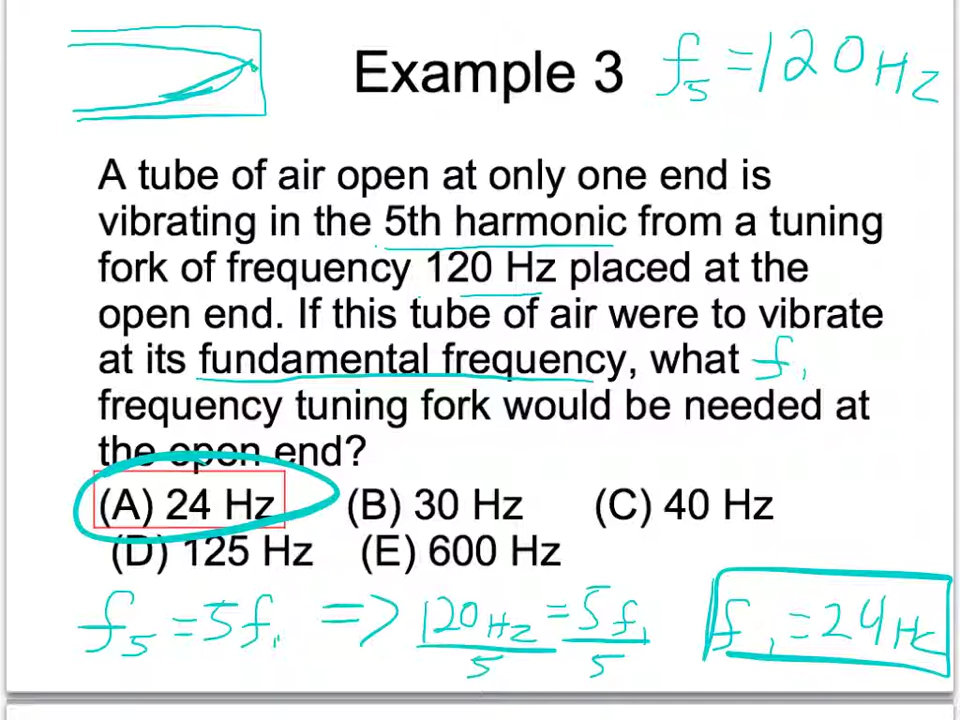 Example 3 f₅ = 120 Hz
A tube of air open at only one end is
vibrating in the 5th harmonic from a tuning
fork of frequency 120 Hz placed at the
open end. If this tube of air were to vibrate
at its fundamental frequency, what f₁
frequency tuning fork would be needed at
the open end?
(A) 24 Hz (B) 30 Hz (C) 40 Hz
(D) 125 Hz (E) 600 Hz
f₅ = 5f₁ => 120 Hz/5 = 5f₁/5 f₁ = 24 Hz